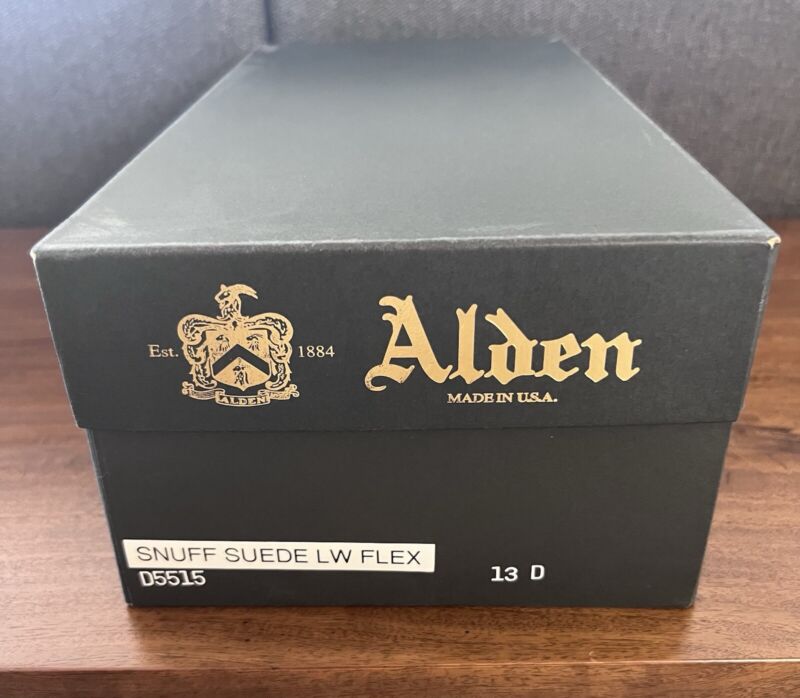 Est. 1884
ALDEN
Alden
MADE IN U.S.A.
SNUFF SUEDE LW FLEX
D5515 13 D